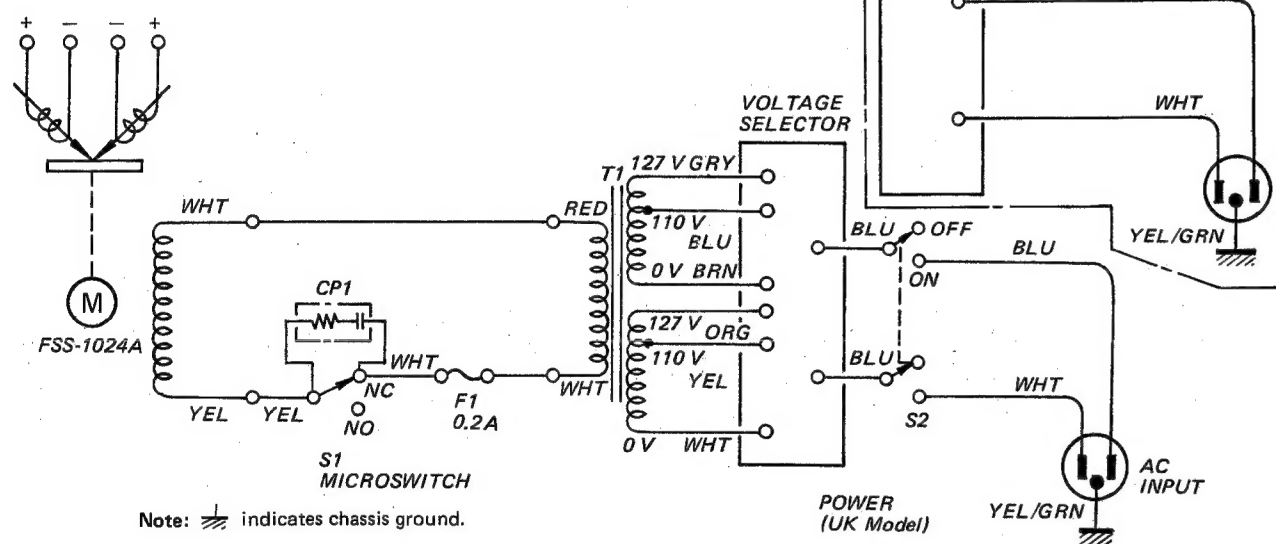 + − − +
VOLTAGE
SELECTOR
WHT
T1
127 V GRY
WHT
RED
110 V
BLU
BLU
OFF
YEL/GRN
BLU
0 V BRN
ON
CP1
M
127 V ORG
FSS-1024A
WHT
110 V
BLU
NC
YEL
WHT
WHT
YEL
YEL
F1
0.2A
NO
S2
0 V
WHT
S1
MICROSWITCH
AC
INPUT
POWER
(UK Model)
YEL/GRN
Note: indicates chassis ground.